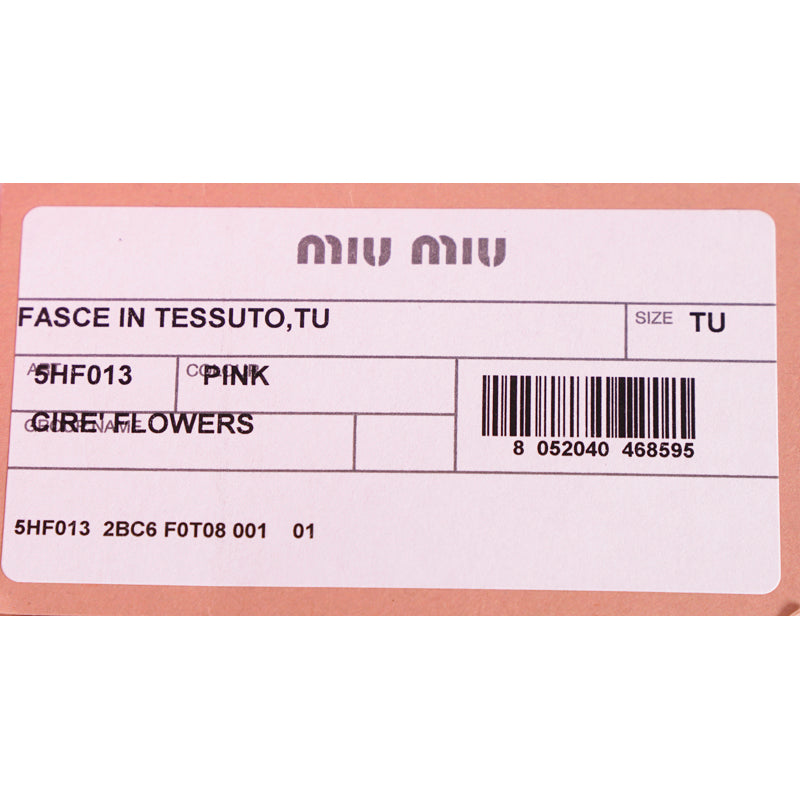 miu miu
FASCE IN TESSUTO,TU
SIZE TU
5HF013
COLOUR PINK
CIRE' FLOWERS
8 052040 468595
5HF013 2BC6 F0T08 001 01